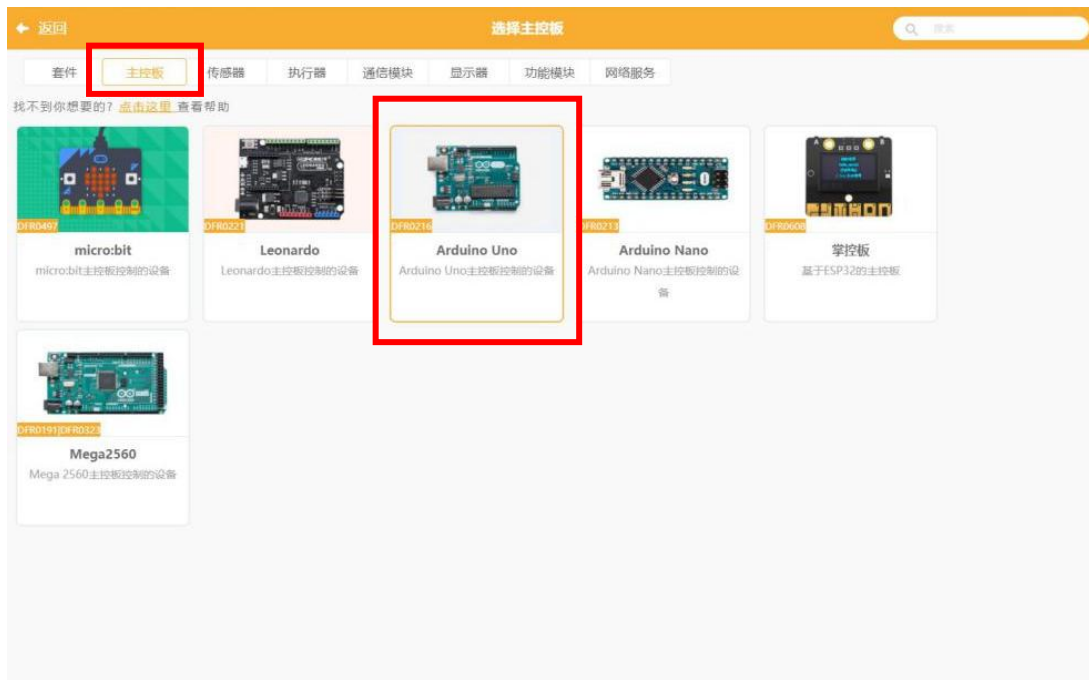 返回
选择主控板
搜索
套件 主控板 传感器 执行器 通信模块 显示器 功能模块 网络服务
找不到你想要的？点击这里 查看帮助
DFR0497
micro:bit
micro:bit主控板控制的设备
DFR0221
Leonardo
Leonardo主控板控制的设备
DFR0216
Arduino Uno
Arduino Uno主控板控制的设备
DFR0213
Arduino Nano
Arduino Nano主控板控制的设
备
A B
DFR0608
掌控板
基于ESP32的主控板
DFR0191|DFR0323
Mega2560
Mega 2560主控板控制的设备